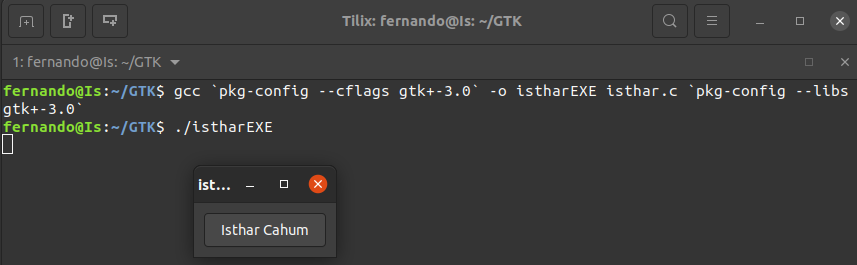 Tilix: fernando@Is: ~/GTK
1: fernando@Is: ~/GTK
fernando@Is:~/GTK$ gcc `pkg-config --cflags gtk+-3.0` -o istharEXE isthar.c `pkg-config --libs
gtk+-3.0`
fernando@Is:~/GTK$ ./istharEXE
ist...
Isthar Cahum